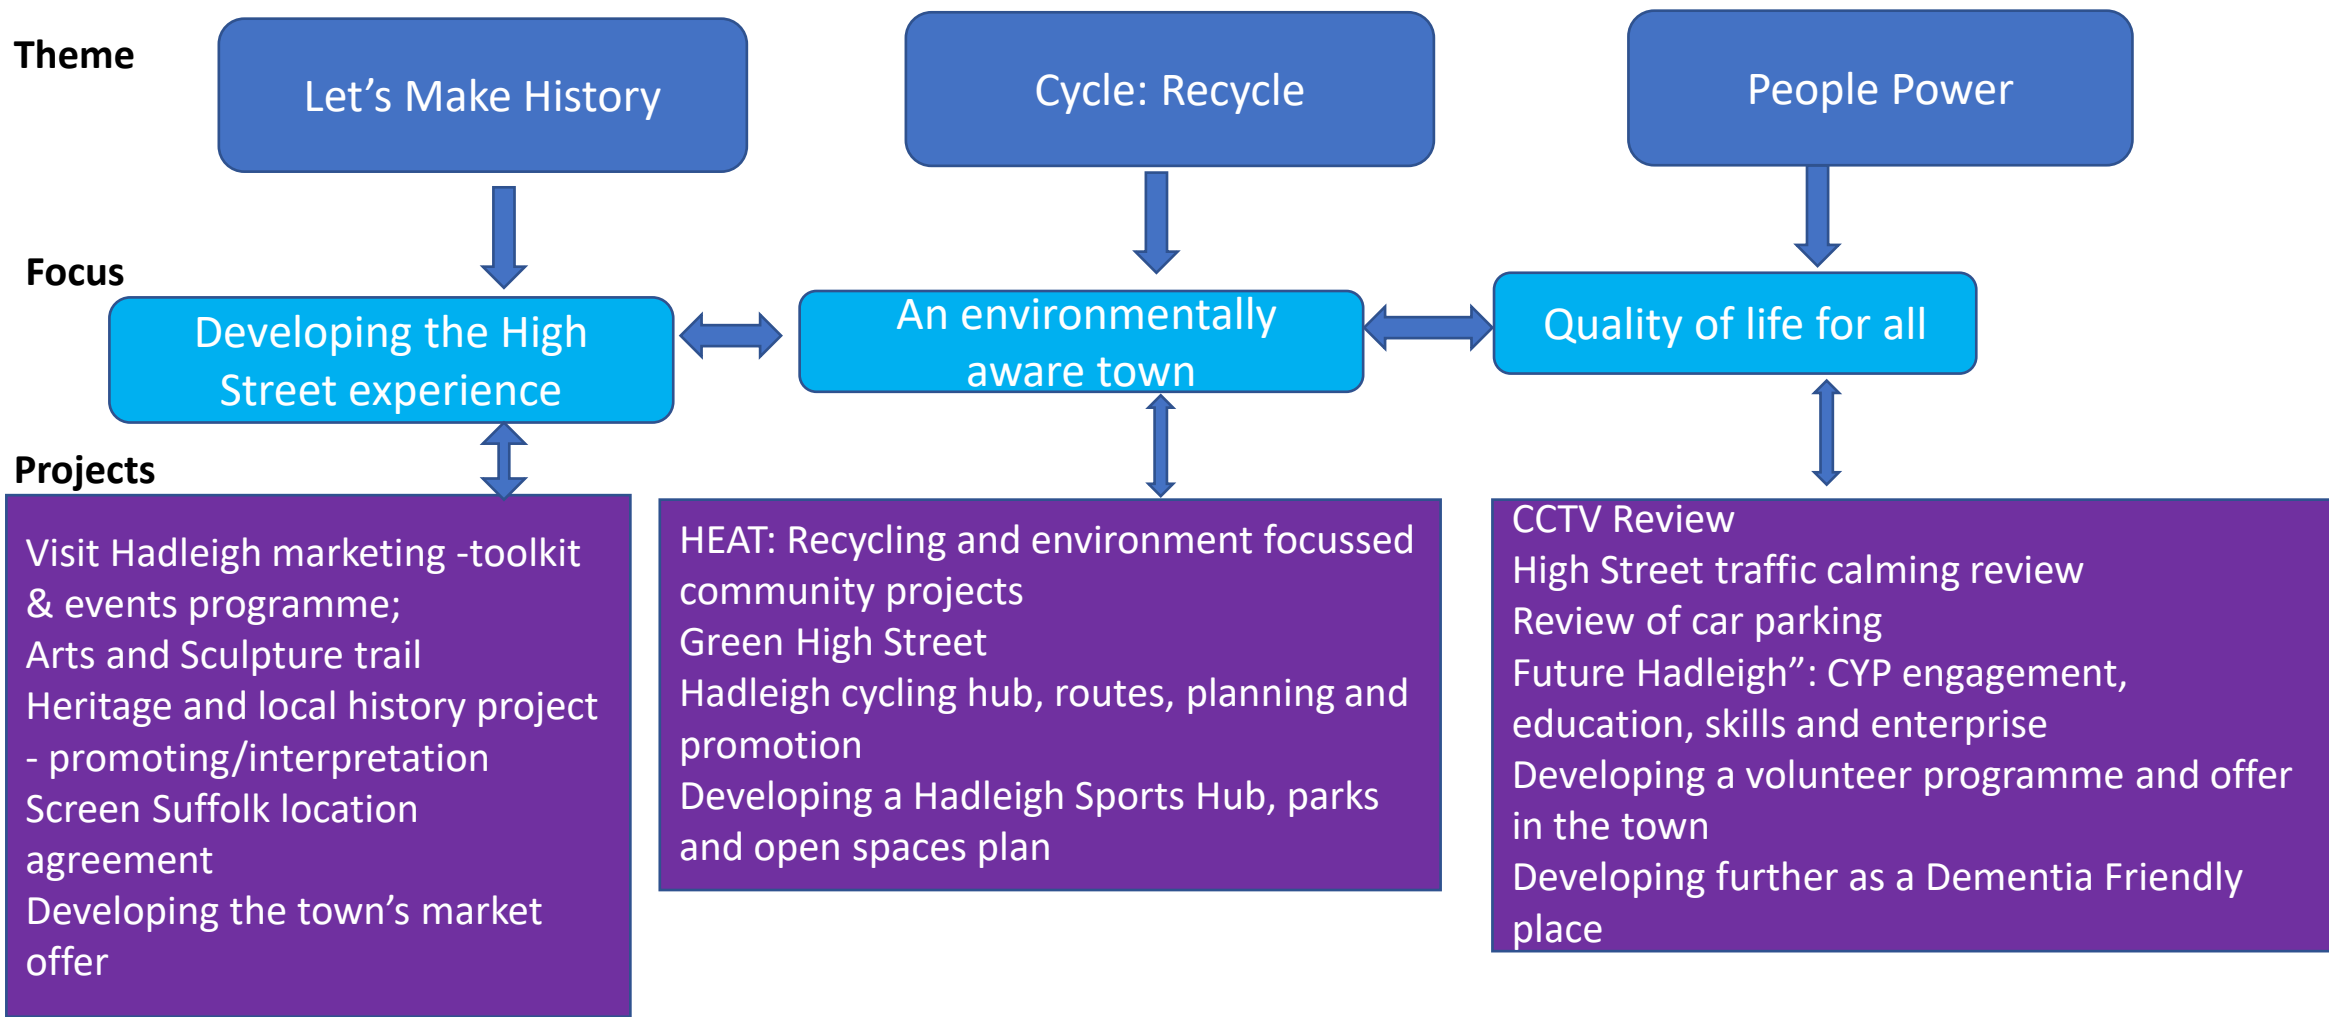 Theme
Let’s Make History
Cycle: Recycle
People Power
Focus
Developing the High
Street experience
An environmentally
aware town
Quality of life for all
Projects
Visit Hadleigh marketing -toolkit
& events programme;
Arts and Sculpture trail
Heritage and local history project
- promoting/interpretation
Screen Suffolk location
agreement
Developing the town’s market
offer
HEAT: Recycling and environment focussed
community projects
Green High Street
Hadleigh cycling hub, routes, planning and
promotion
Developing a Hadleigh Sports Hub, parks
and open spaces plan
CCTV Review
High Street traffic calming review
Review of car parking
Future Hadleigh”: CYP engagement,
education, skills and enterprise
Developing a volunteer programme and offer
in the town
Developing further as a Dementia Friendly
place